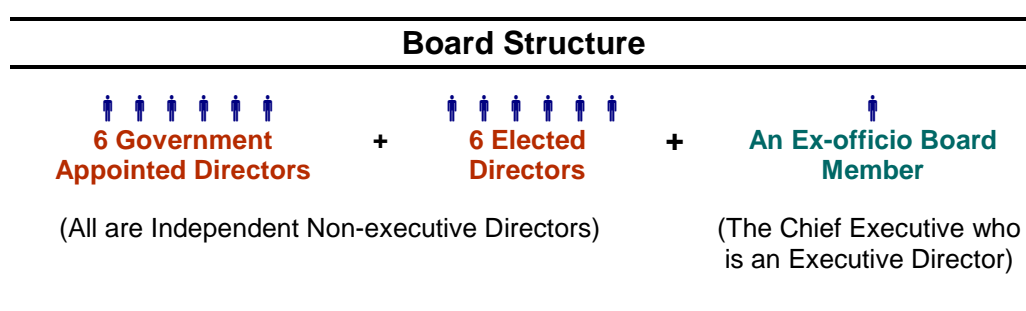 Board Structure
6 Government
Appointed Directors
+
6 Elected
Directors
+
An Ex-officio Board
Member
(All are Independent Non-executive Directors)
(The Chief Executive who
is an Executive Director)